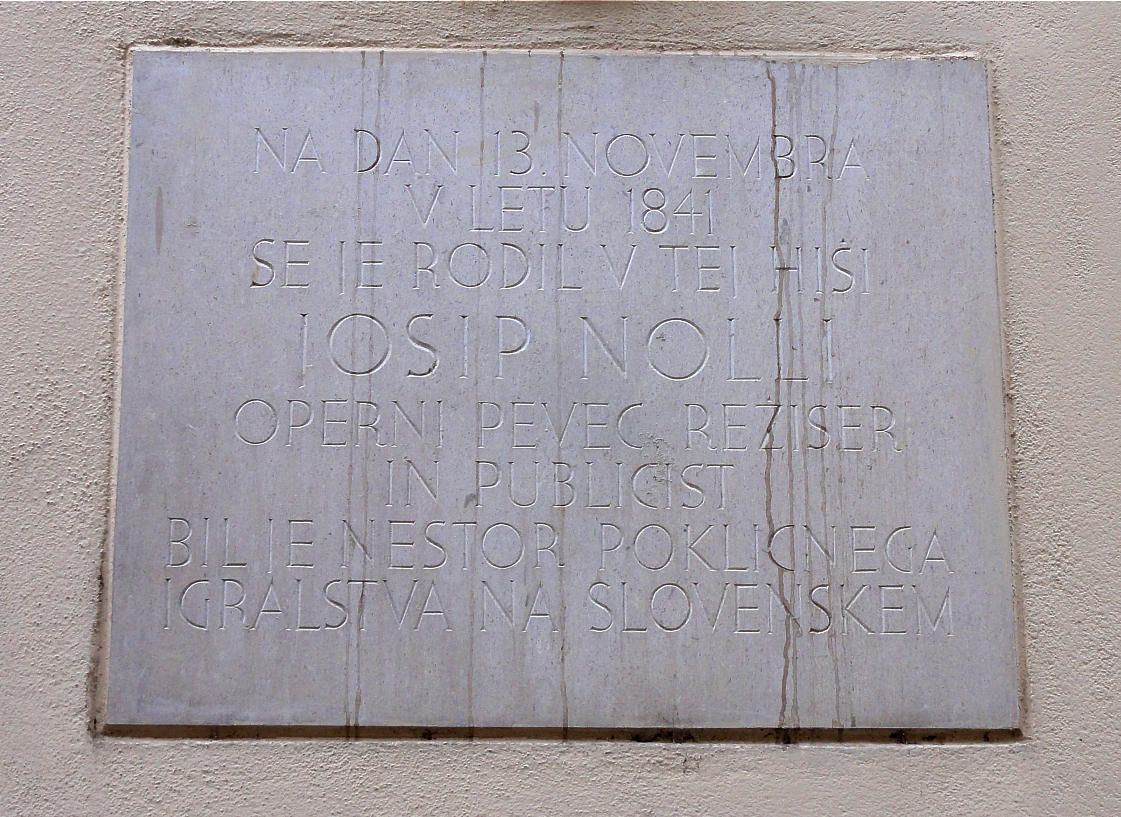 NA DAN 13. NOVEMBRA
V LETU 1841
SE JE RODIL V TEJ HIŠI
JOSIP NOLLI
OPERNI PEVEC REŽISER
IN PUBLICIST
BIL JE NESTOR POKLICNEGA
IGRALSTVA NA SLOVENSKEM